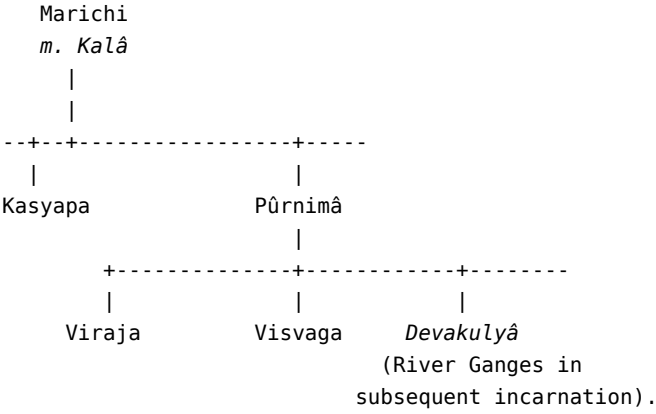 Marichi
m. Kalâ
|
|
--+--+-----------------+-----
| |
Kasyapa Pûrnimâ
|
+--------------+------------+--------
| | |
Viraja Visvaga Devakulyâ
(River Ganges in
subsequent incarnation).